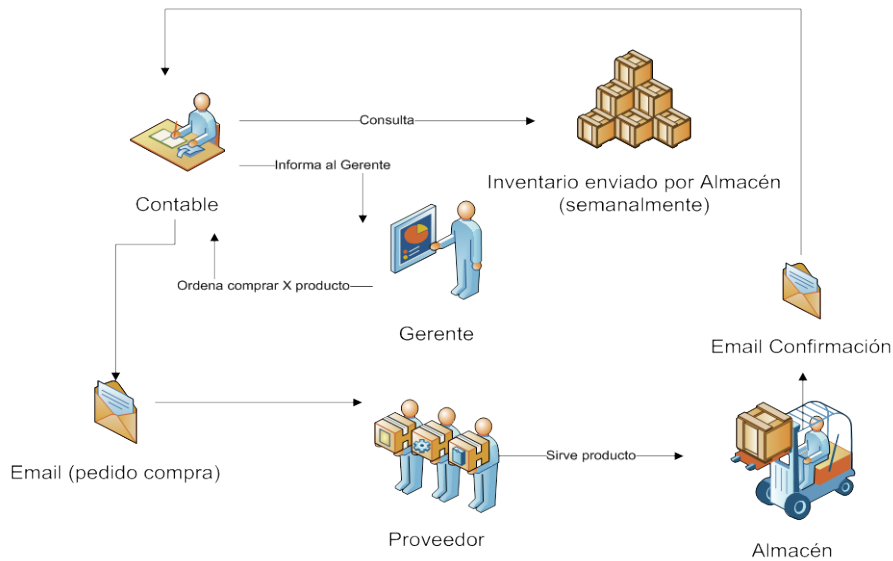 Consulta
Informa al Gerente
Contable
Inventario enviado por Almacén
(semanalmente)
Ordena comprar X producto
Gerente
Email Confirmación
Email (pedido compra)
Sirve producto
Proveedor
Almacén